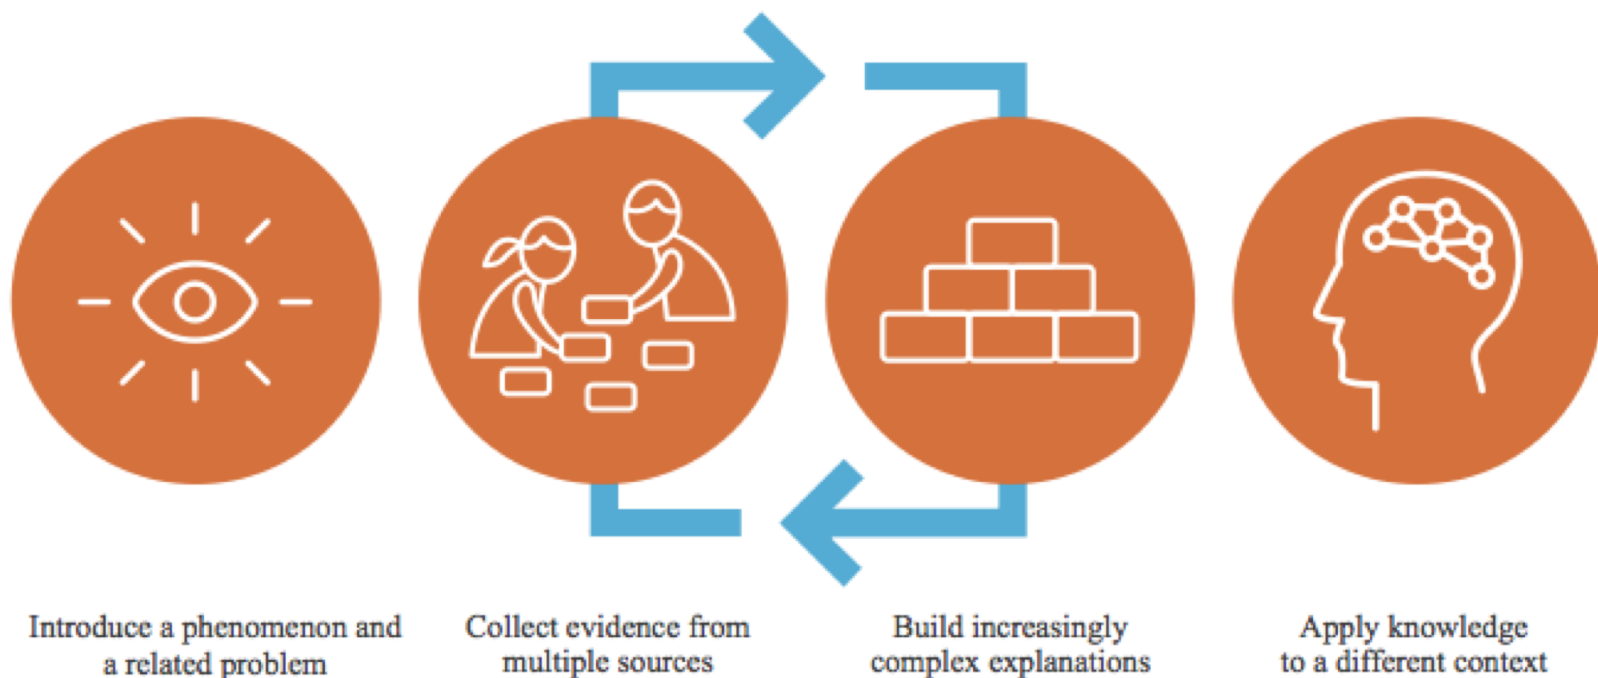 Introduce a phenomenon and
a related problem
Collect evidence from
multiple sources
Build increasingly
complex explanations
Apply knowledge
to a different context